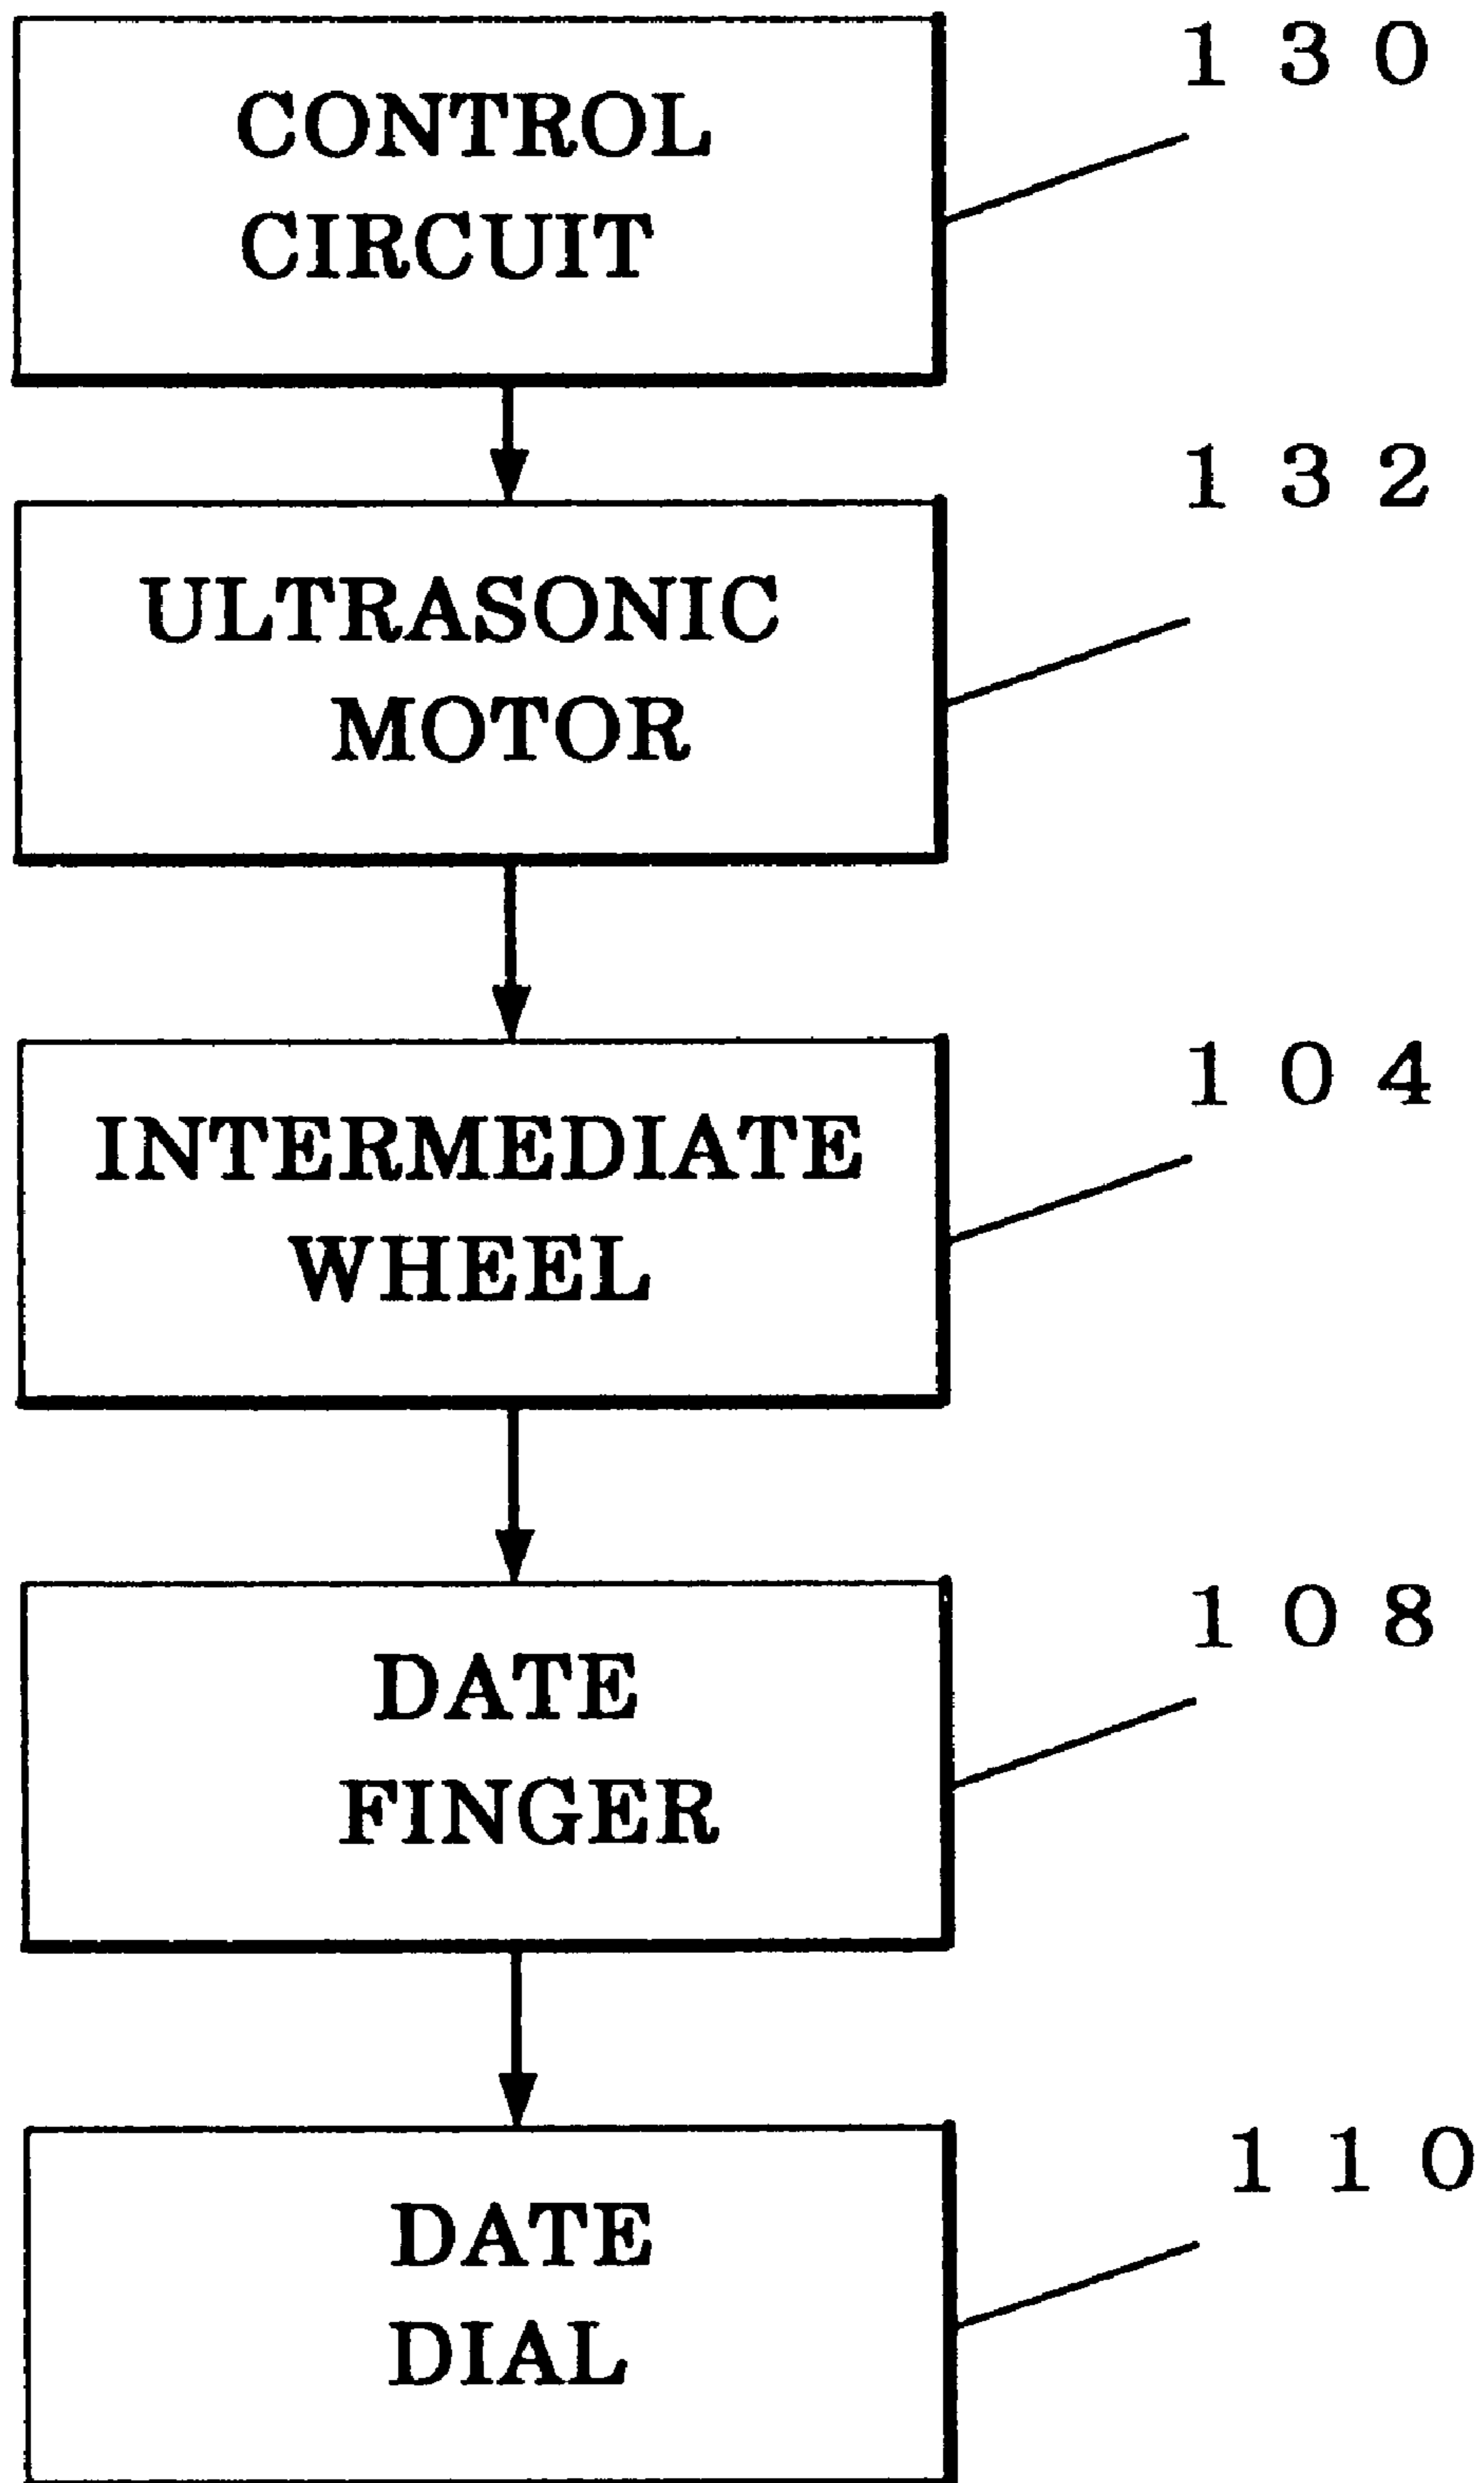 CONTROL
CIRCUIT
130
ULTRASONIC
MOTOR
132
INTERMEDIATE
WHEEL
104
DATE
FINGER
108
DATE
DIAL
110